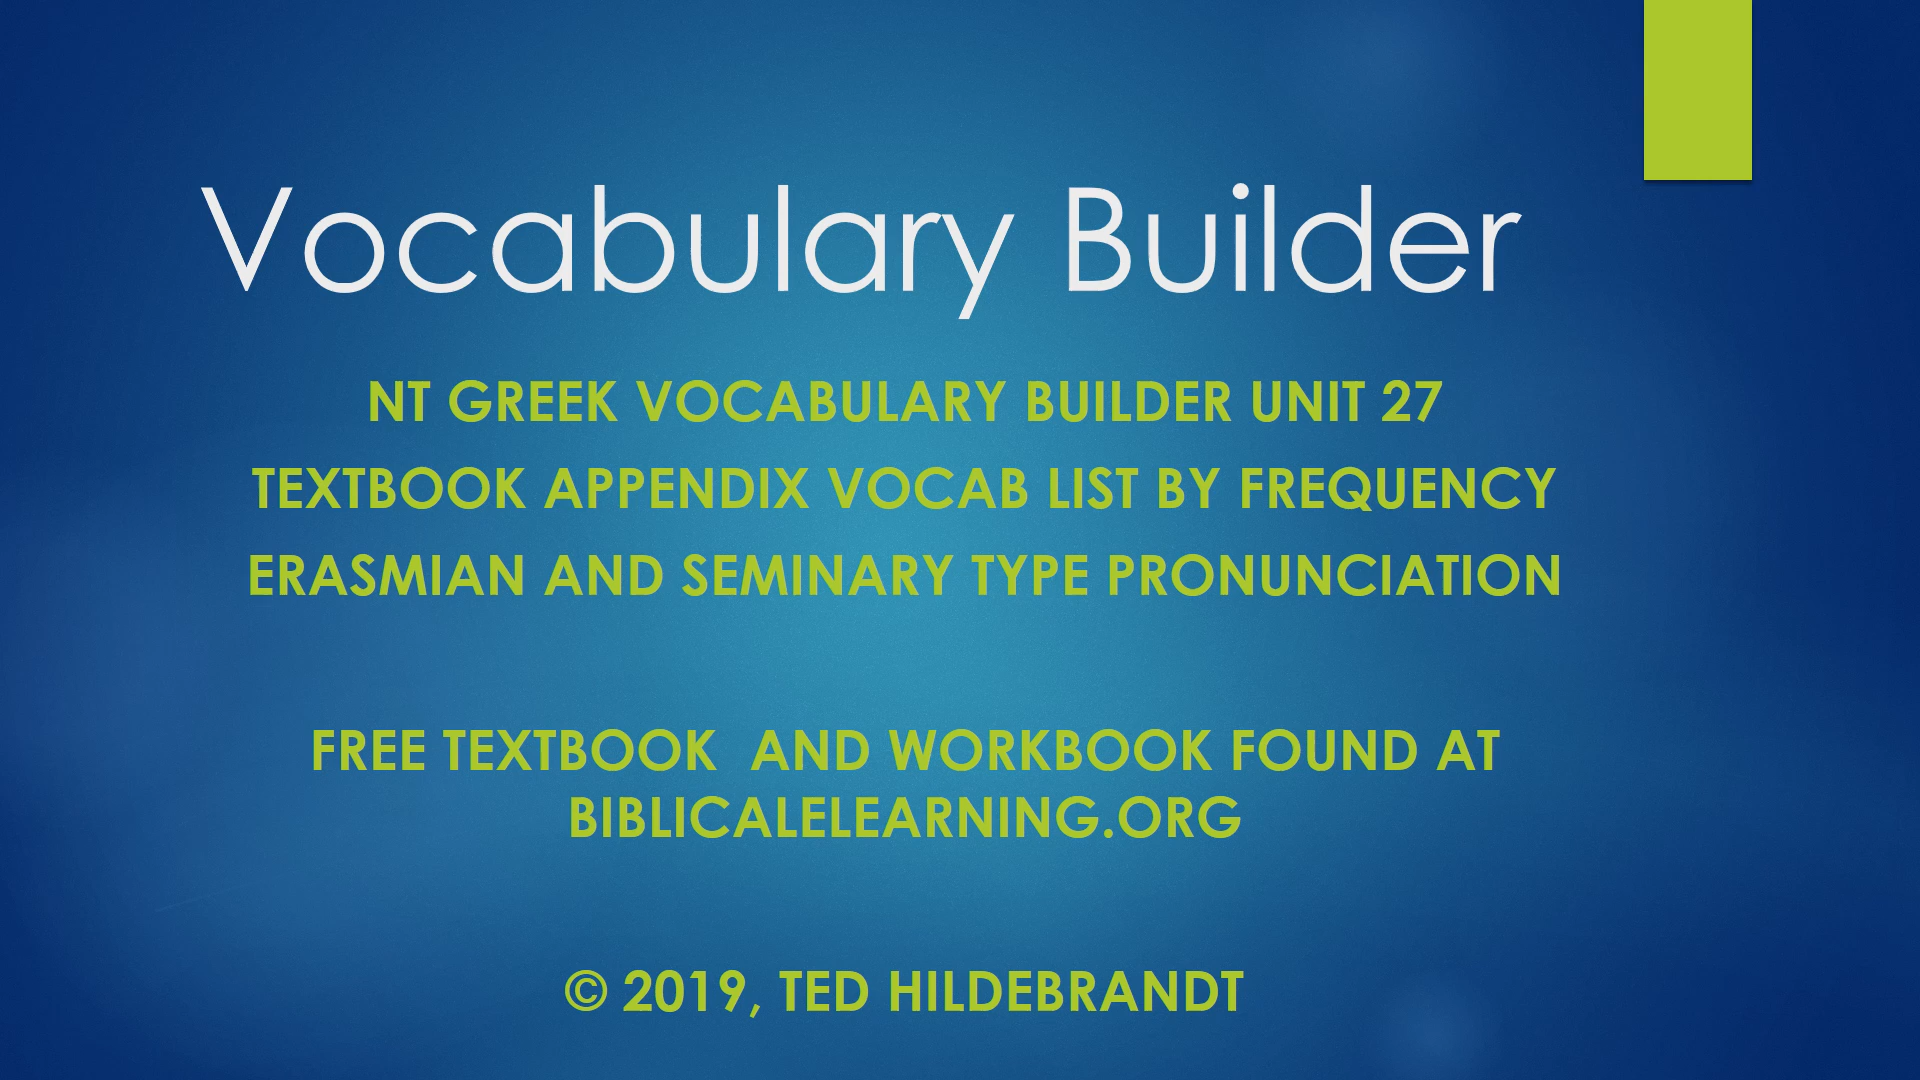 Vocabulary Builder
NT GREEK VOCABULARY BUILDER UNIT 27
TEXTBOOK APPENDIX VOCAB LIST BY FREQUENCY
ERASMIAN AND SEMINARY TYPE PRONUNCIATION
FREE TEXTBOOK  AND WORKBOOK FOUND AT
BIBLICALELEARNING.ORG
© 2019, TED HILDEBRANDT